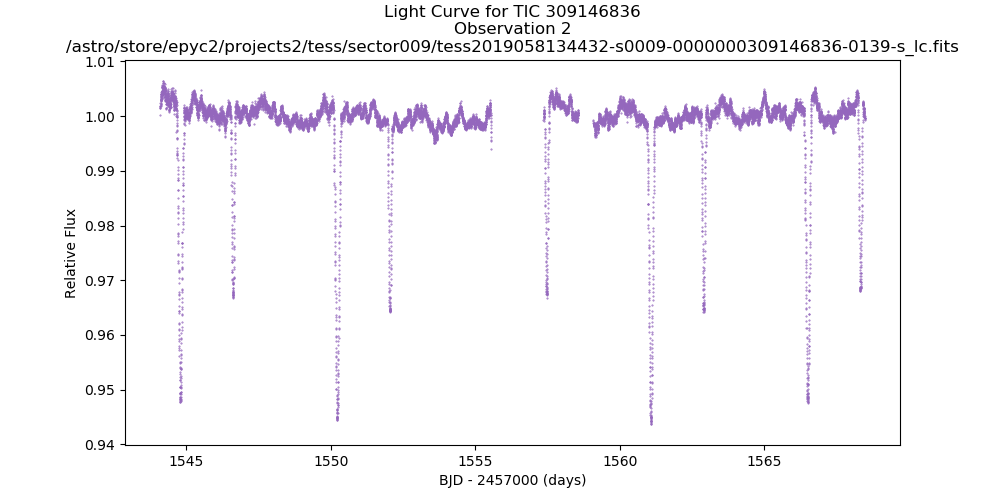 Light Curve for TIC 309146836
Observation 2
/astro/store/epyc2/projects2/tess/sector009/tess2019058134432-s0009-0000000309146836-0139-s_lc.fits
1.01
1.00
0.99
0.98
0.97
0.96
0.95
0.94
Relative Flux
1545
1550
1555
1560
1565
BJD - 2457000 (days)